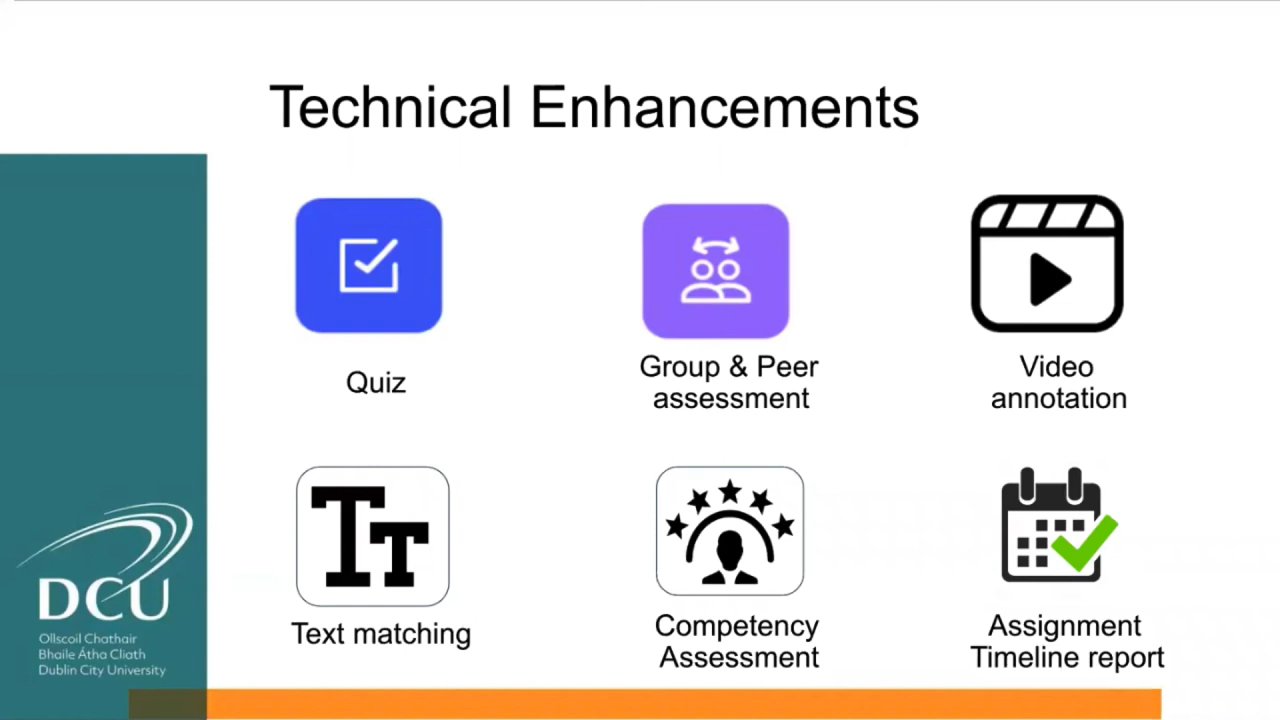 Technical Enhancements
Quiz
Group & Peer
assessment
Video
annotation
TT
Text matching
Competency
Assessment
Assignment
Timeline report
DCU
Ollscoil Chathair
Bhaile Átha Cliath
Dublin City University